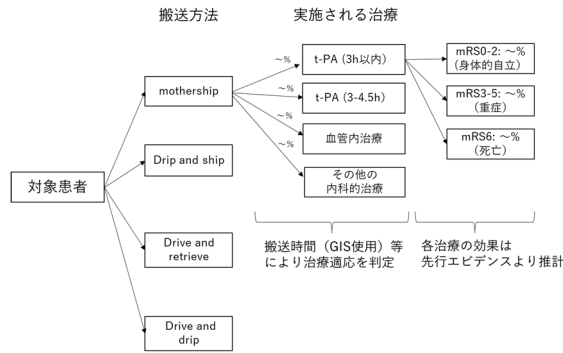 搬送方法
実施される治療
対象患者
mothership
Drip and ship
Drive and
retrieve
Drive and
drip
~%
~%
~%
~%
t-PA (3h以内)
t-PA (3-4.5h)
血管内治療
その他の
内科的治療
mRS0-2: ~%
(身体的自立)
mRS3-5: ~%
(重症)
mRS6: ~%
(死亡)
搬送時間(GIS使用)等
により治療適応を判定
各治療の効果は
先行エビデンスより推計